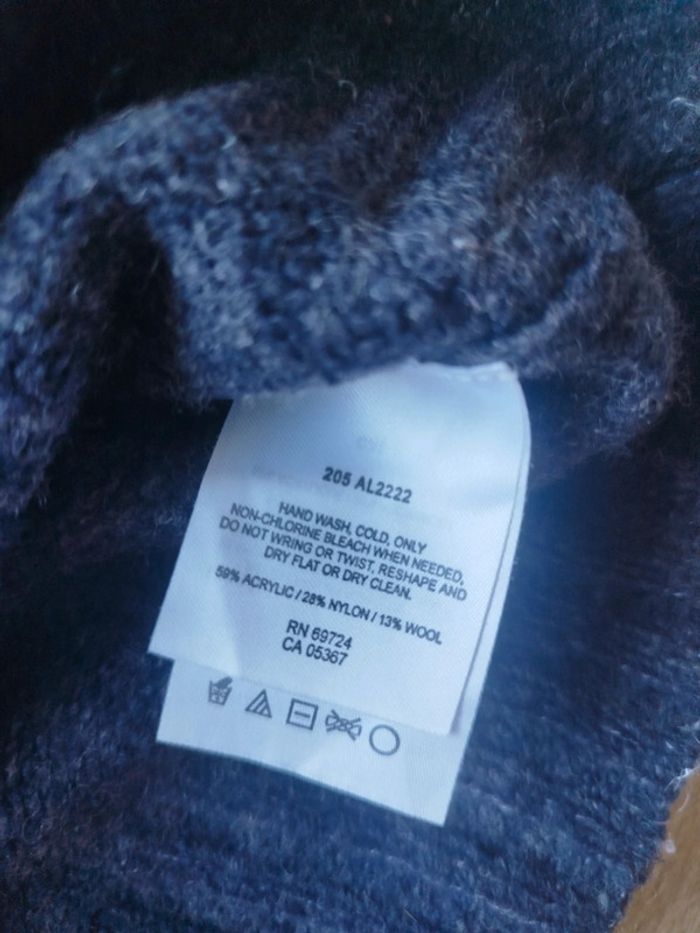 205 AL2222
HAND WASH, COLD, ONLY
NON-CHLORINE BLEACH WHEN NEEDED,
DO NOT WRING OR TWIST, RESHAPE AND
DRY FLAT OR DRY CLEAN.
59% ACRYLIC / 28% NYLON / 13% WOOL
RN 69724
CA 05367